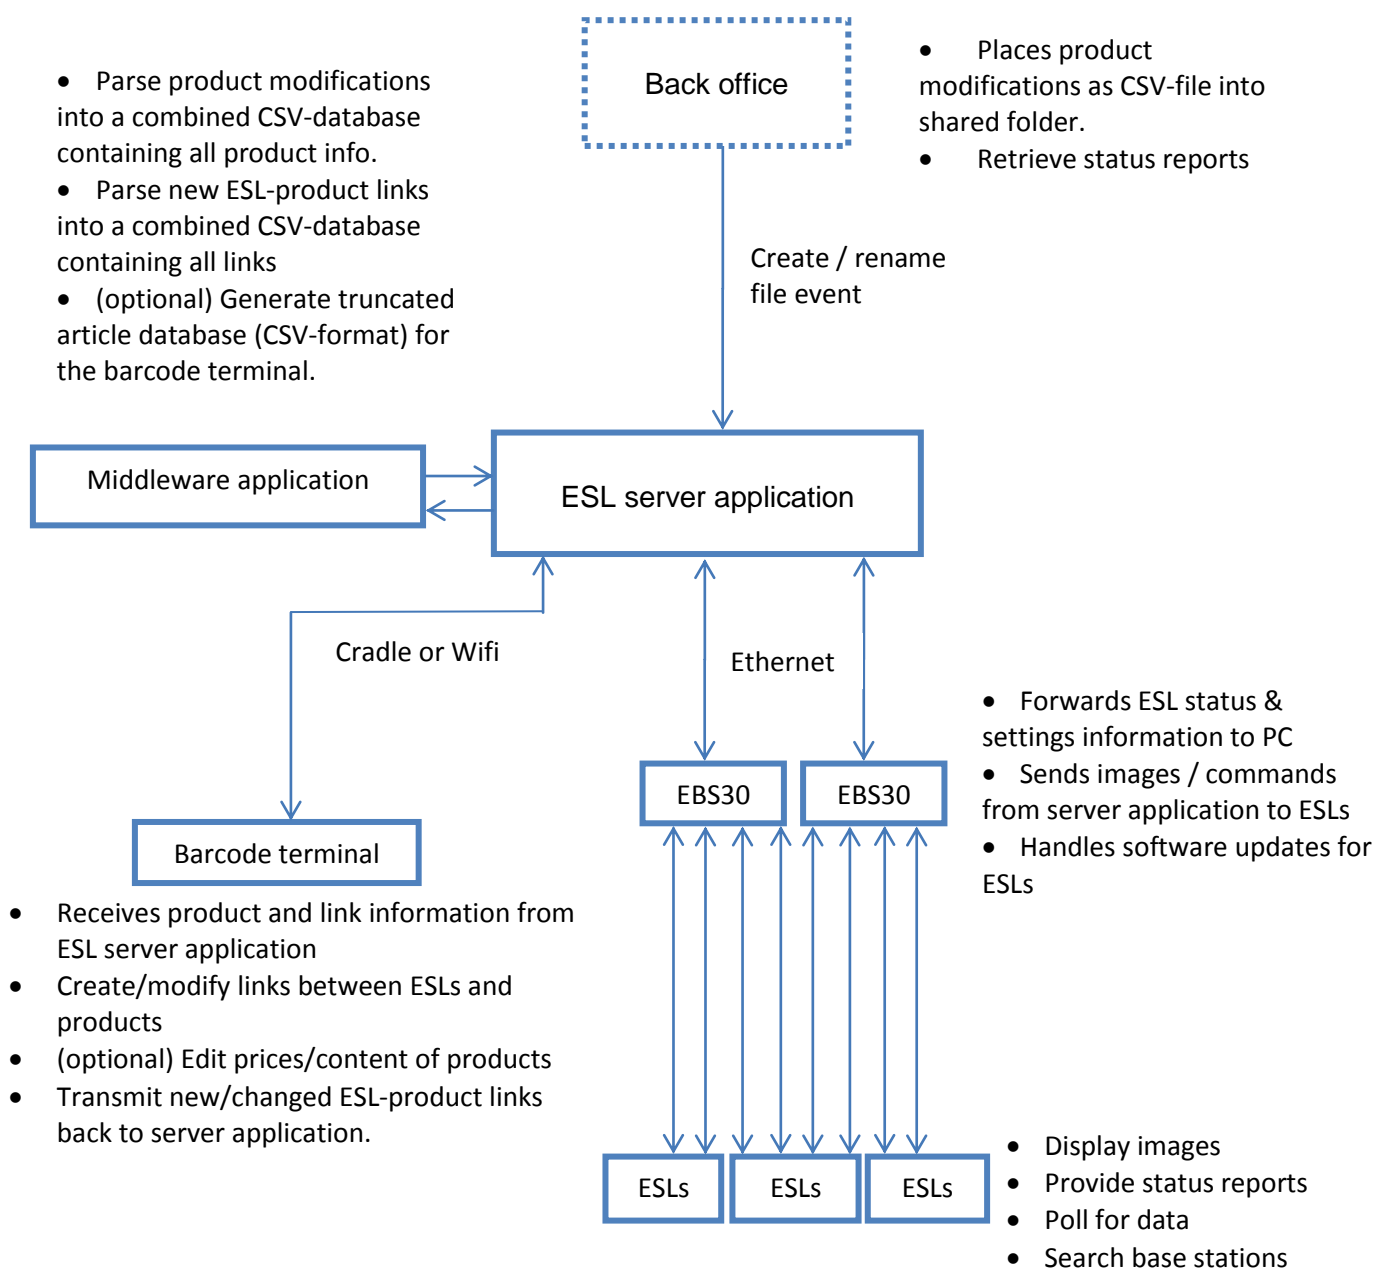 Back office
• Places product
modifications as CSV-file into
shared folder.
• Retrieve status reports
• Parse product modifications
into a combined CSV-database
containing all product info.
• Parse new ESL-product links
into a combined CSV-database
containing all links
• (optional) Generate truncated
article database (CSV-format) for
the barcode terminal.
Create / rename
file event
Middleware application
ESL server application
Cradle or Wifi
Ethernet
• Forwards ESL status &
settings information to PC
• Sends images / commands
from server application to ESLs
• Handles software updates for
ESLs
EBS30
EBS30
Barcode terminal
• Receives product and link information from
ESL server application
• Create/modify links between ESLs and
products
• (optional) Edit prices/content of products
• Transmit new/changed ESL-product links
back to server application.
ESLs
ESLs
ESLs
• Display images
• Provide status reports
• Poll for data
• Search base stations